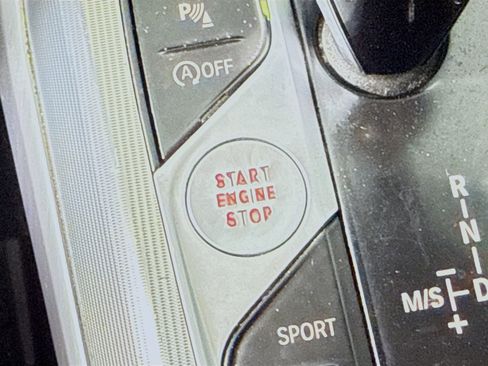 P
OFF
START
ENGINE
STOP
SPORT
R
N
D
M/S
+